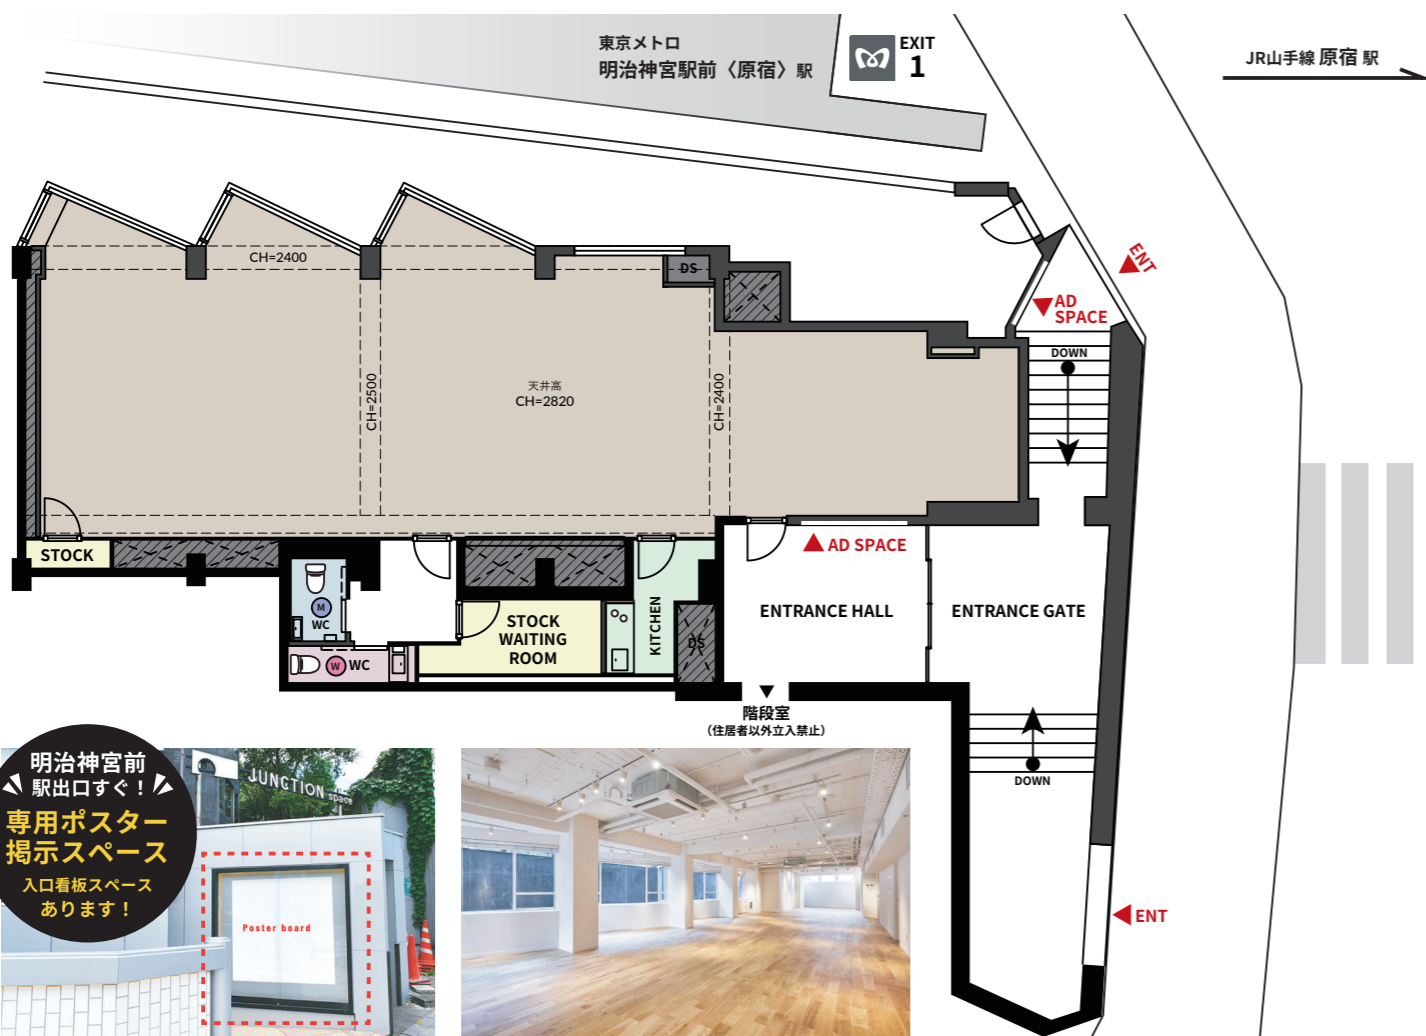 東京メトロ
明治神宮駅前〈原宿〉駅
EXIT
1
JR山手線 原宿 駅
ENT
AD
SPACE
DOWN
CH=2400
DS
CH=2500
天井高
CH=2820
CH=2400
STOCK
AD SPACE
M
WC
W WC
STOCK
WAITING
ROOM
KITCHEN
DS
ENTRANCE HALL
ENTRANCE GATE
階段室
（住居者以外立入禁止）
DOWN
ENT
明治神宮前
駅出口すぐ！
専用ポスター
掲示スペース
入口看板スペース
あります！
JUNCTION space
Poster board